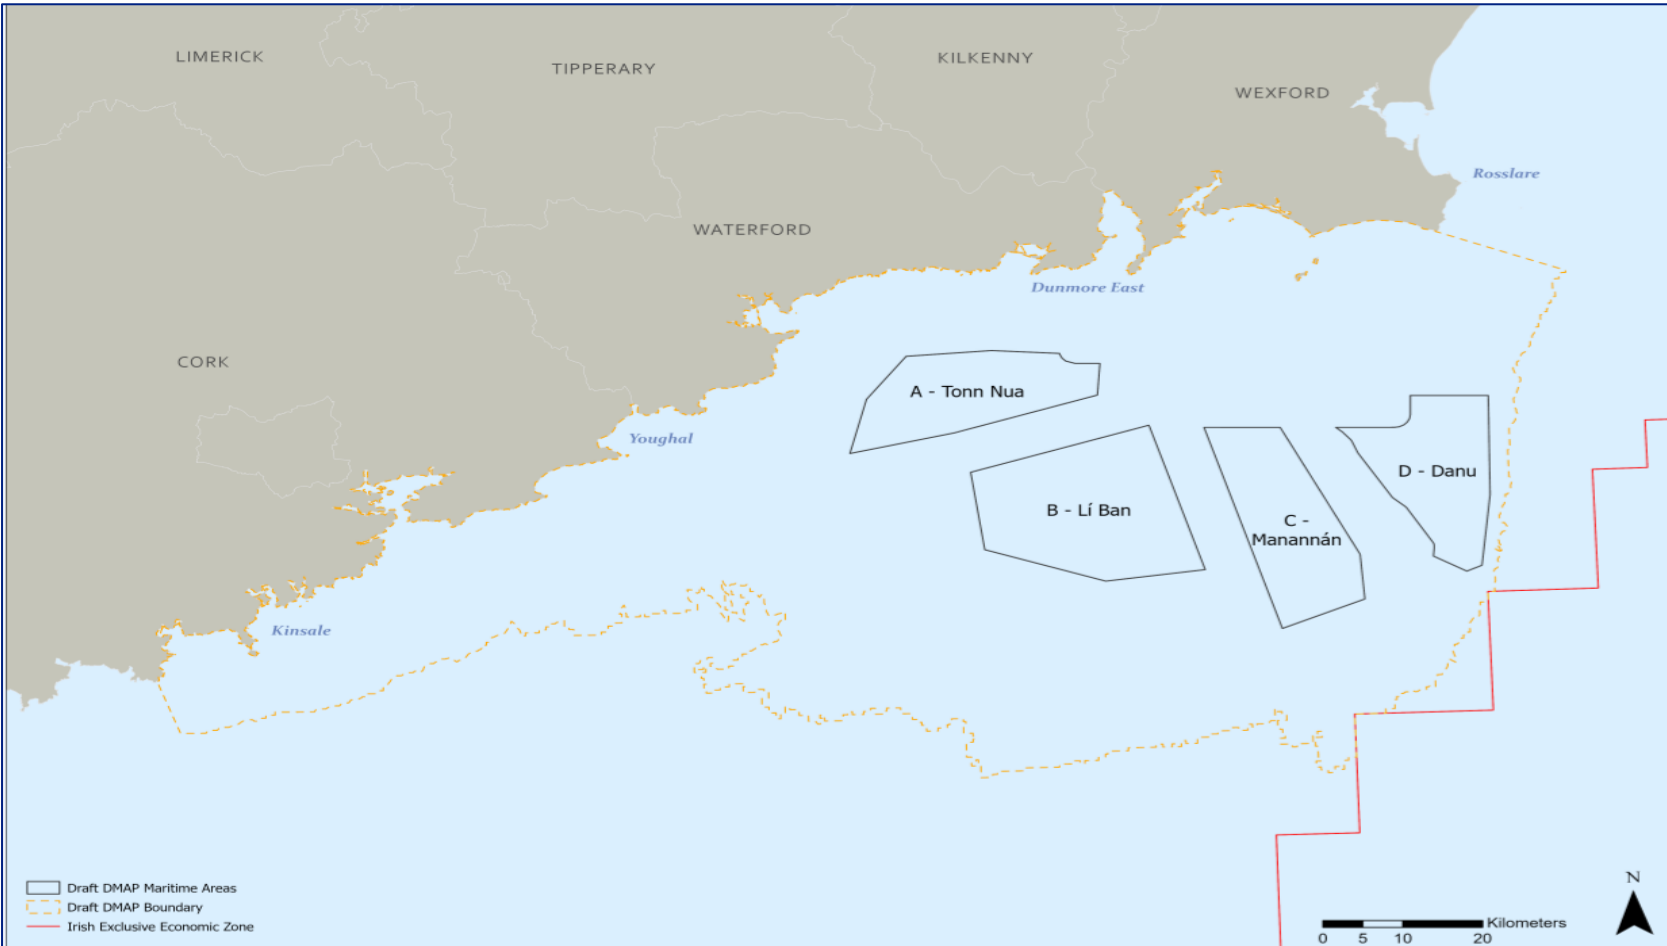 LIMERICK
TIPPERARY
KILKENNY
WEXFORD
Rosslare
WATERFORD
Dunmore East
CORK
A - Tonn Nua
Youghal
D - Danu
B - Lí Ban
C -
Manannán
Kinsale
Draft DMAP Maritime Areas
Draft DMAP Boundary
Irish Exclusive Economic Zone
N
Kilometers
0 5 10 20